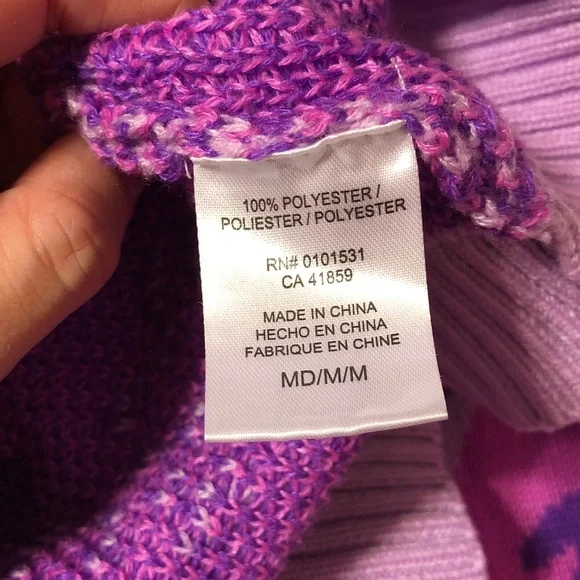 100% POLYESTER /
POLIESTER / POLYESTER
RN# 0101531
CA 41859
MADE IN CHINA
HECHO EN CHINA
FABRIQUE EN CHINE
MD/M/M